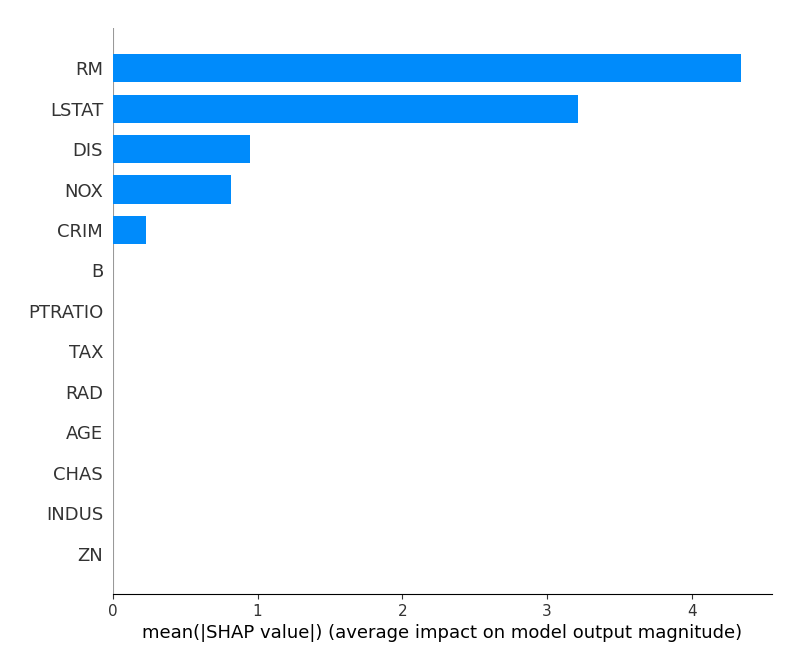 RM
LSTAT
DIS
NOX
CRIM
B
PTRATIO
TAX
RAD
AGE
CHAS
INDUS
ZN
0 1 2 3 4
mean(|SHAP value|) (average impact on model output magnitude)